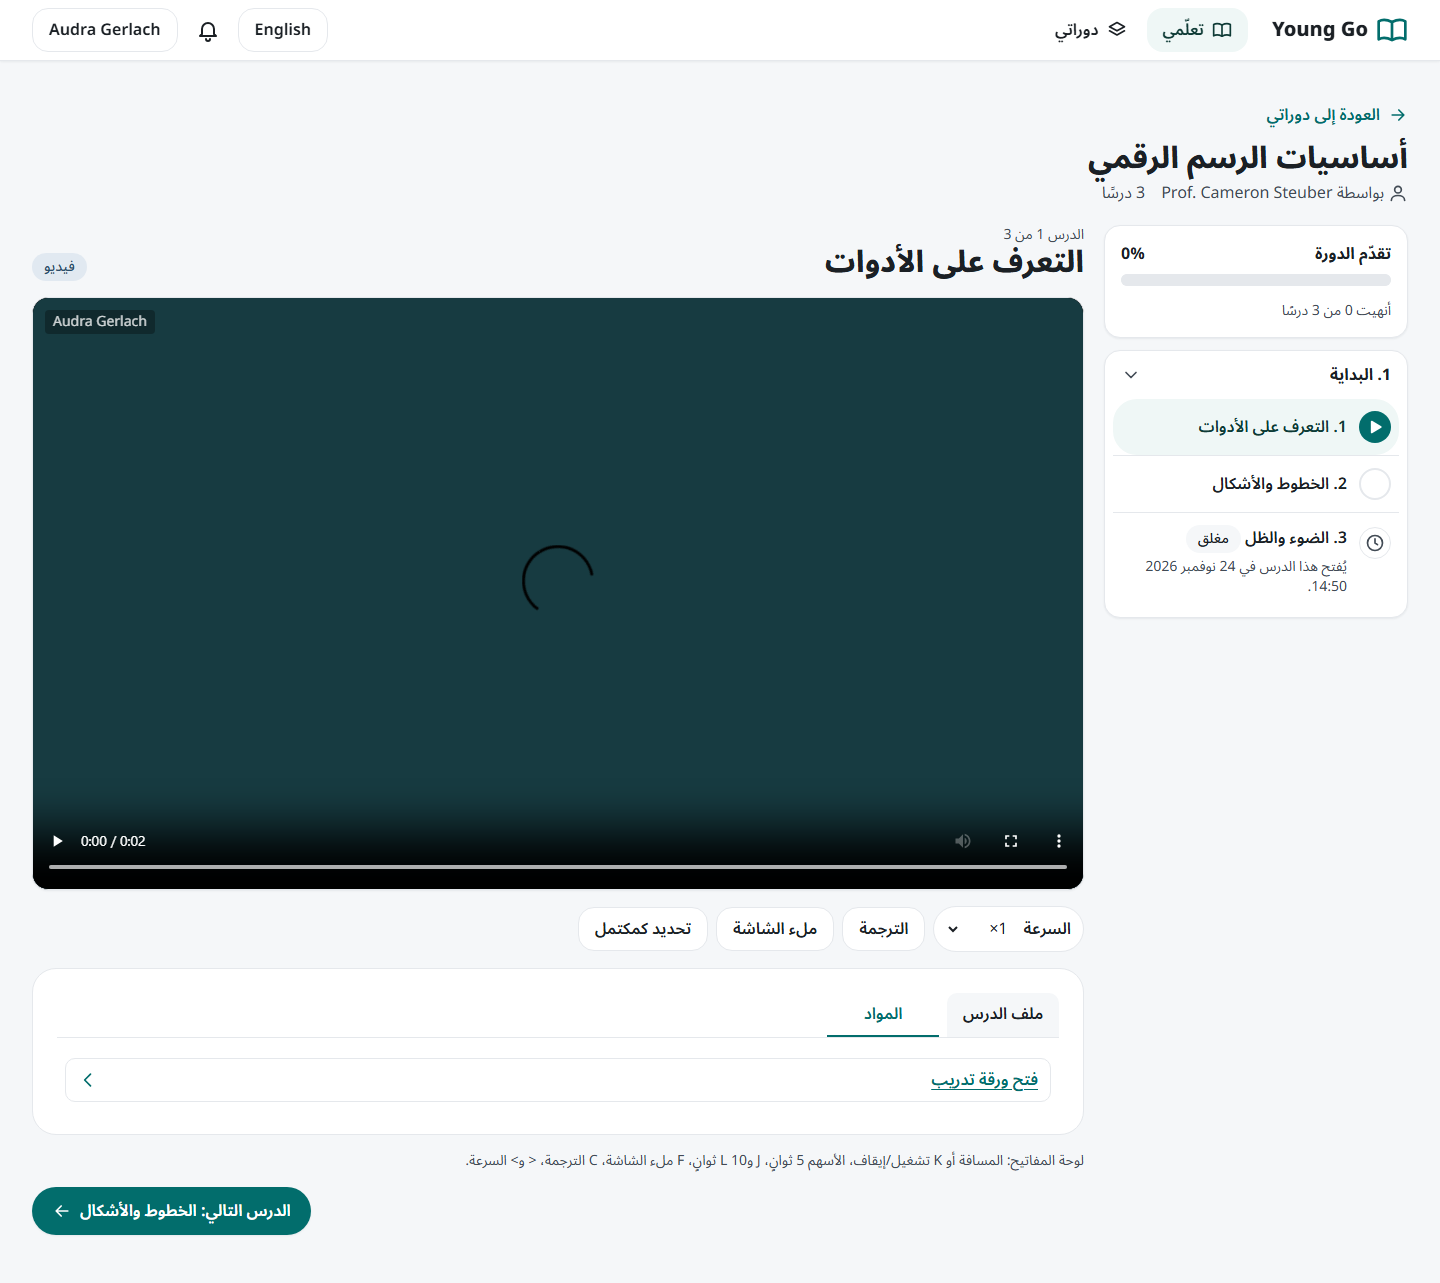 Young Go
تعلّمي
دوراتي
English
Audra Gerlach
العودة إلى دوراتي
أساسيات الرسم الرقمي
بواسطة Prof. Cameron Steuber
3 درسًا
تقدّم الدورة
0%
أنهيت 0 من 3 درسًا
1. البداية
1. التعرف على الأدوات
2. الخطوط والأشكال
3. الضوء والظل
مغلق
يُفتح هذا الدرس في 24 نوفمبر 2026
14:50.
الدرس 1 من 3
التعرف على الأدوات
فيديو
Audra Gerlach
0:00 / 0:02
السرعة
1×
الترجمة
ملء الشاشة
تحديد كمكتمل
ملف الدرس
المواد
فتح ورقة تدريب
لوحة المفاتيح: المسافة أو K تشغيل/إيقاف، الأسهم 5 ثوانٍ، J وL 10 ثوانٍ، F ملء الشاشة، C الترجمة، < و> السرعة.
الدرس التالي: الخطوط والأشكال